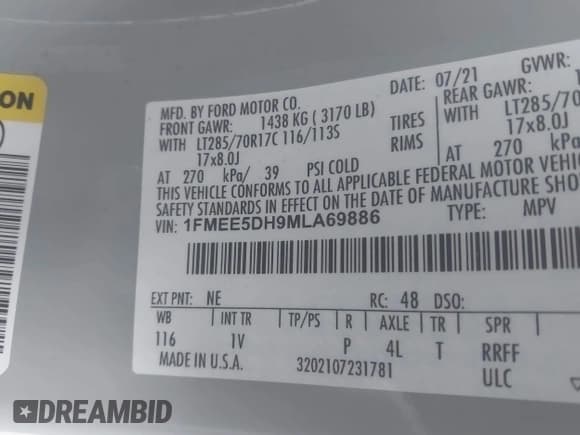 ON
DATE: 07/21 GVWR:
MFD. BY FORD MOTOR CO.
FRONT GAWR: 1438 KG ( 3170 LB) REAR GAWR:
WITH LT285/70R17C 116/113S TIRES WITH LT285/70
17x8.0J RIMS 17x8.0J
AT 270 kPa/ 39 PSI COLD AT 270 kPa/
THIS VEHICLE CONFORMS TO ALL APPLICABLE FEDERAL MOTOR VEHIC
SAFETY STANDARDS IN EFFECT ON THE DATE OF MANUFACTURE SHO
VIN: 1FMEE5DH9MLA69886 TYPE: MPV
EXT PNT: NE RC: 48 DSO:
WB INT TR TP/PS R AXLE TR SPR
116 1V P 4L T RRFF
MADE IN U.S.A. 3202107231781 ULC
DREAMBID